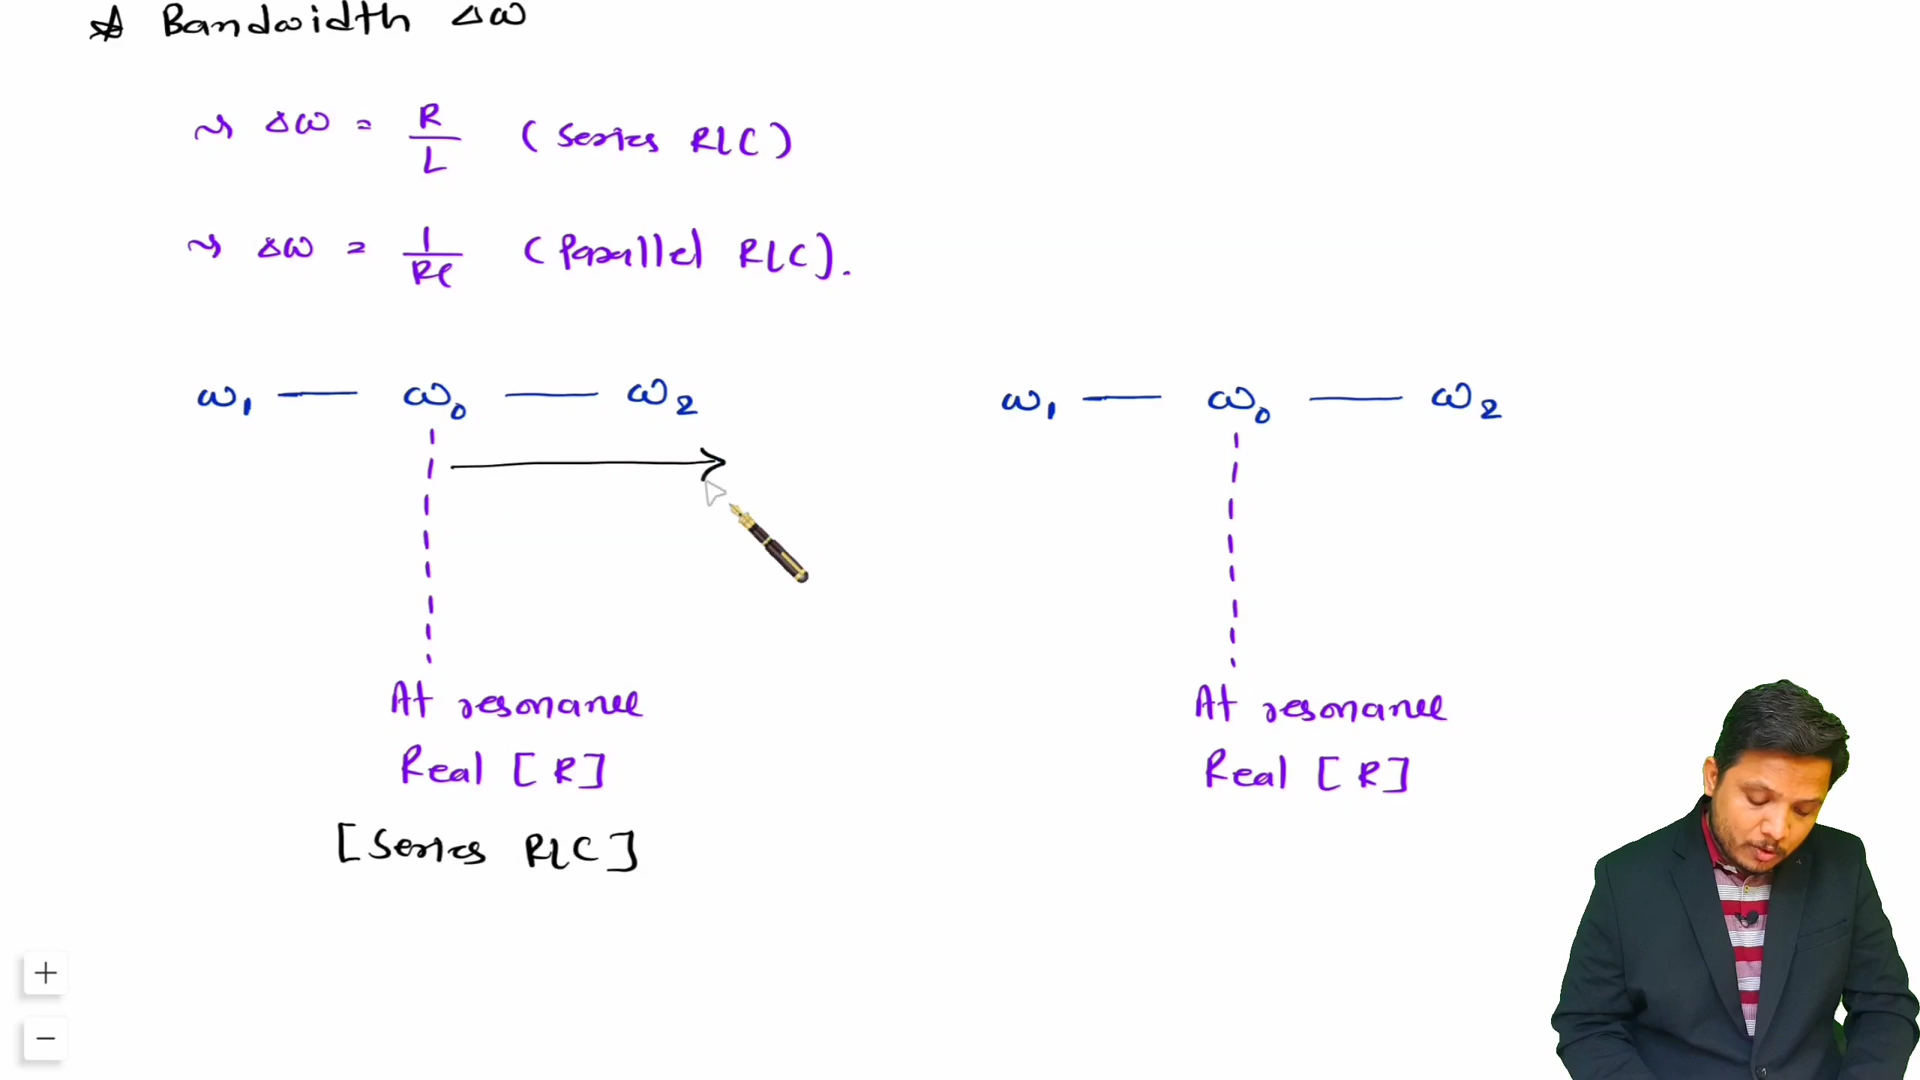 * Bandwidth Δω
~> Δω = R/L (Series RLC)
~> Δω = 1/RC (Parallel RLC).
ω₁ — ω₀ — ω₂
ω₁ — ω₀ — ω₂
At resonance
Real [R]
[Series RLC]
At resonance
Real [R]
+
−